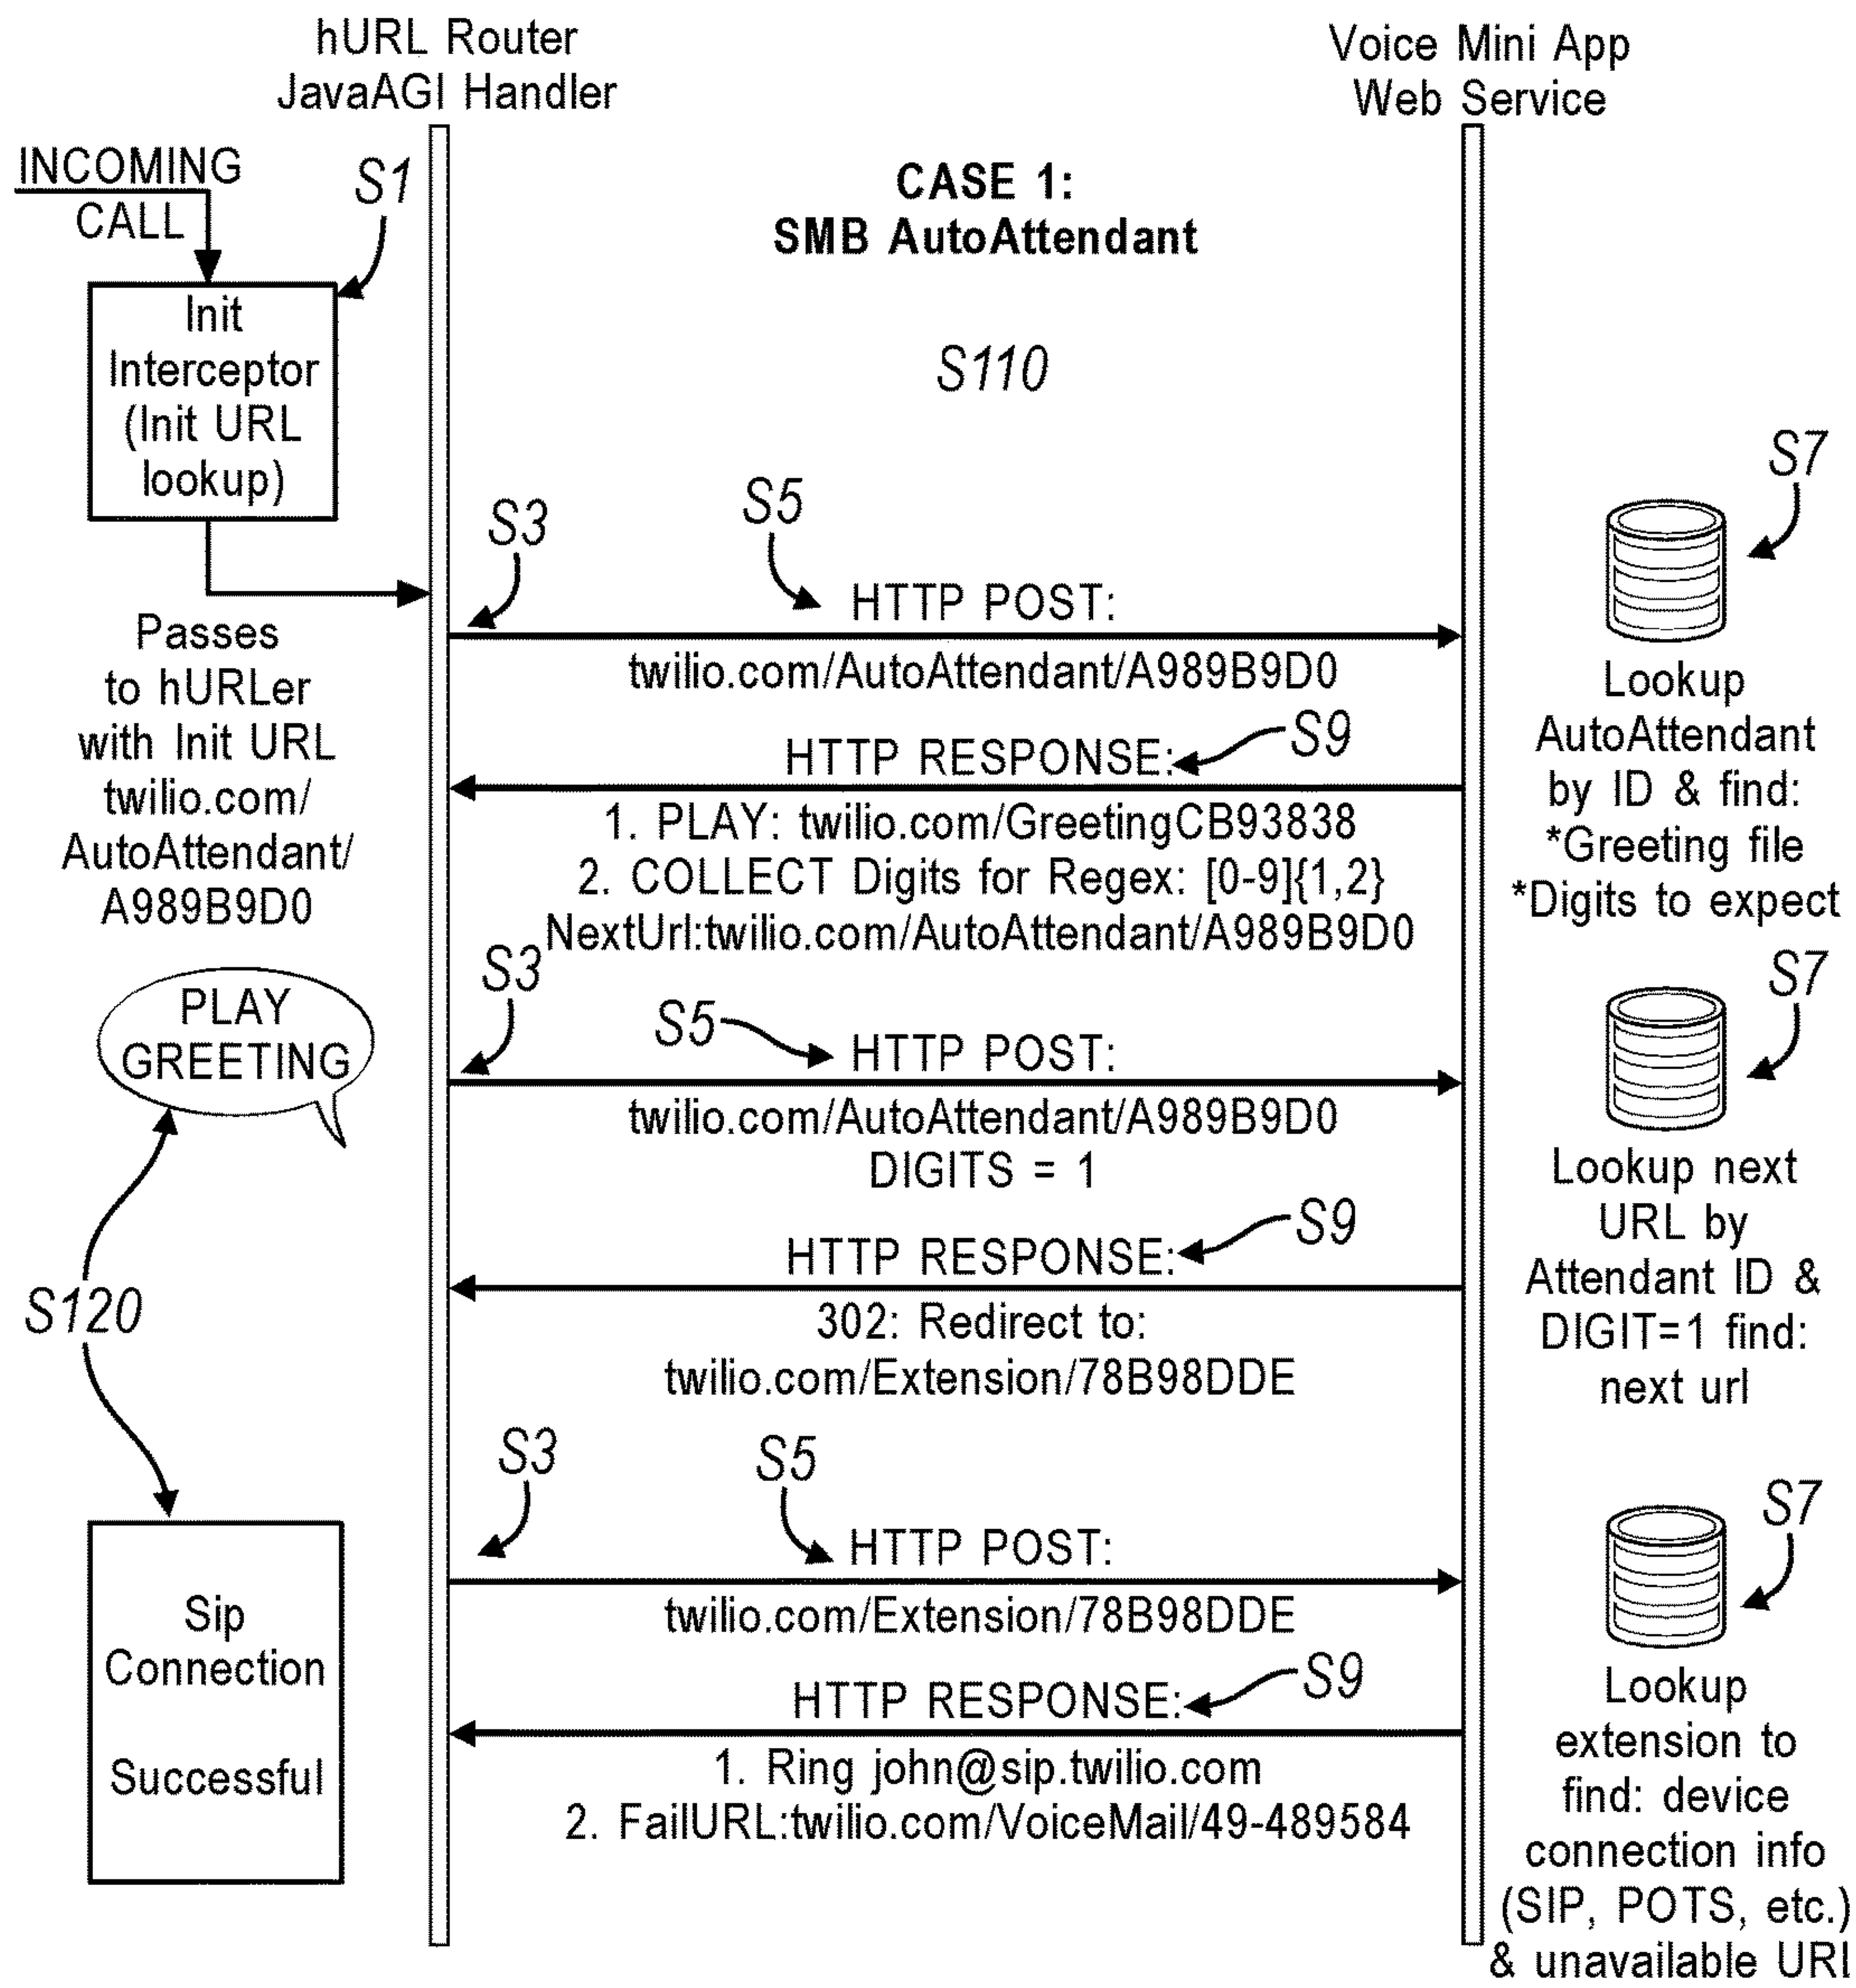 hURL Router
JavaAGI Handler
Voice Mini App
Web Service
INCOMING
CALL
S1
CASE 1:
SMB AutoAttendant
Init
Interceptor
(Init URL
lookup)
S110
S7
S3
S5
HTTP POST:
twilio.com/AutoAttendant/A989B9D0
Passes
to hURLer
with Init URL
twilio.com/
AutoAttendant/
A989B9D0
Lookup
AutoAttendant
by ID & find:
*Greeting file
*Digits to expect
HTTP RESPONSE:
S9
1. PLAY: twilio.com/GreetingCB93838
2. COLLECT Digits for Regex: [0-9]{1,2}
NextUrl:twilio.com/AutoAttendant/A989B9D0
PLAY
GREETING
S3
S5
HTTP POST:
twilio.com/AutoAttendant/A989B9D0
DIGITS = 1
S7
Lookup next
URL by
Attendant ID &
DIGIT=1 find:
next url
HTTP RESPONSE:
S9
302: Redirect to:
twilio.com/Extension/78B98DDE
S120
S3
S5
HTTP POST:
twilio.com/Extension/78B98DDE
S7
Sip
Connection
Successful
HTTP RESPONSE:
S9
1. Ring john@sip.twilio.com
2. FailURL:twilio.com/VoiceMail/49-489584
Lookup
extension to
find: device
connection info
(SIP, POTS, etc.)
& unavailable URI